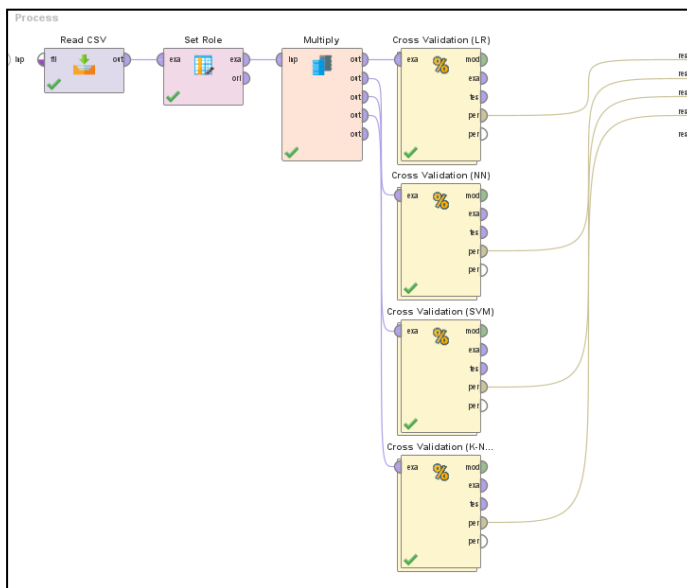 Process
Read CSV
Set Role
Multiply
Cross Validation (LR)
inp
fil
out
exa
exa
ori
inp
out
out
out
out
out
exa
mod
exa
tes
per
per
res
res
res
res
res
Cross Validation (NN)
exa
mod
exa
tes
per
per
Cross Validation (SVM)
exa
mod
exa
tes
per
per
Cross Validation (K-N...
exa
mod
exa
tes
per
per